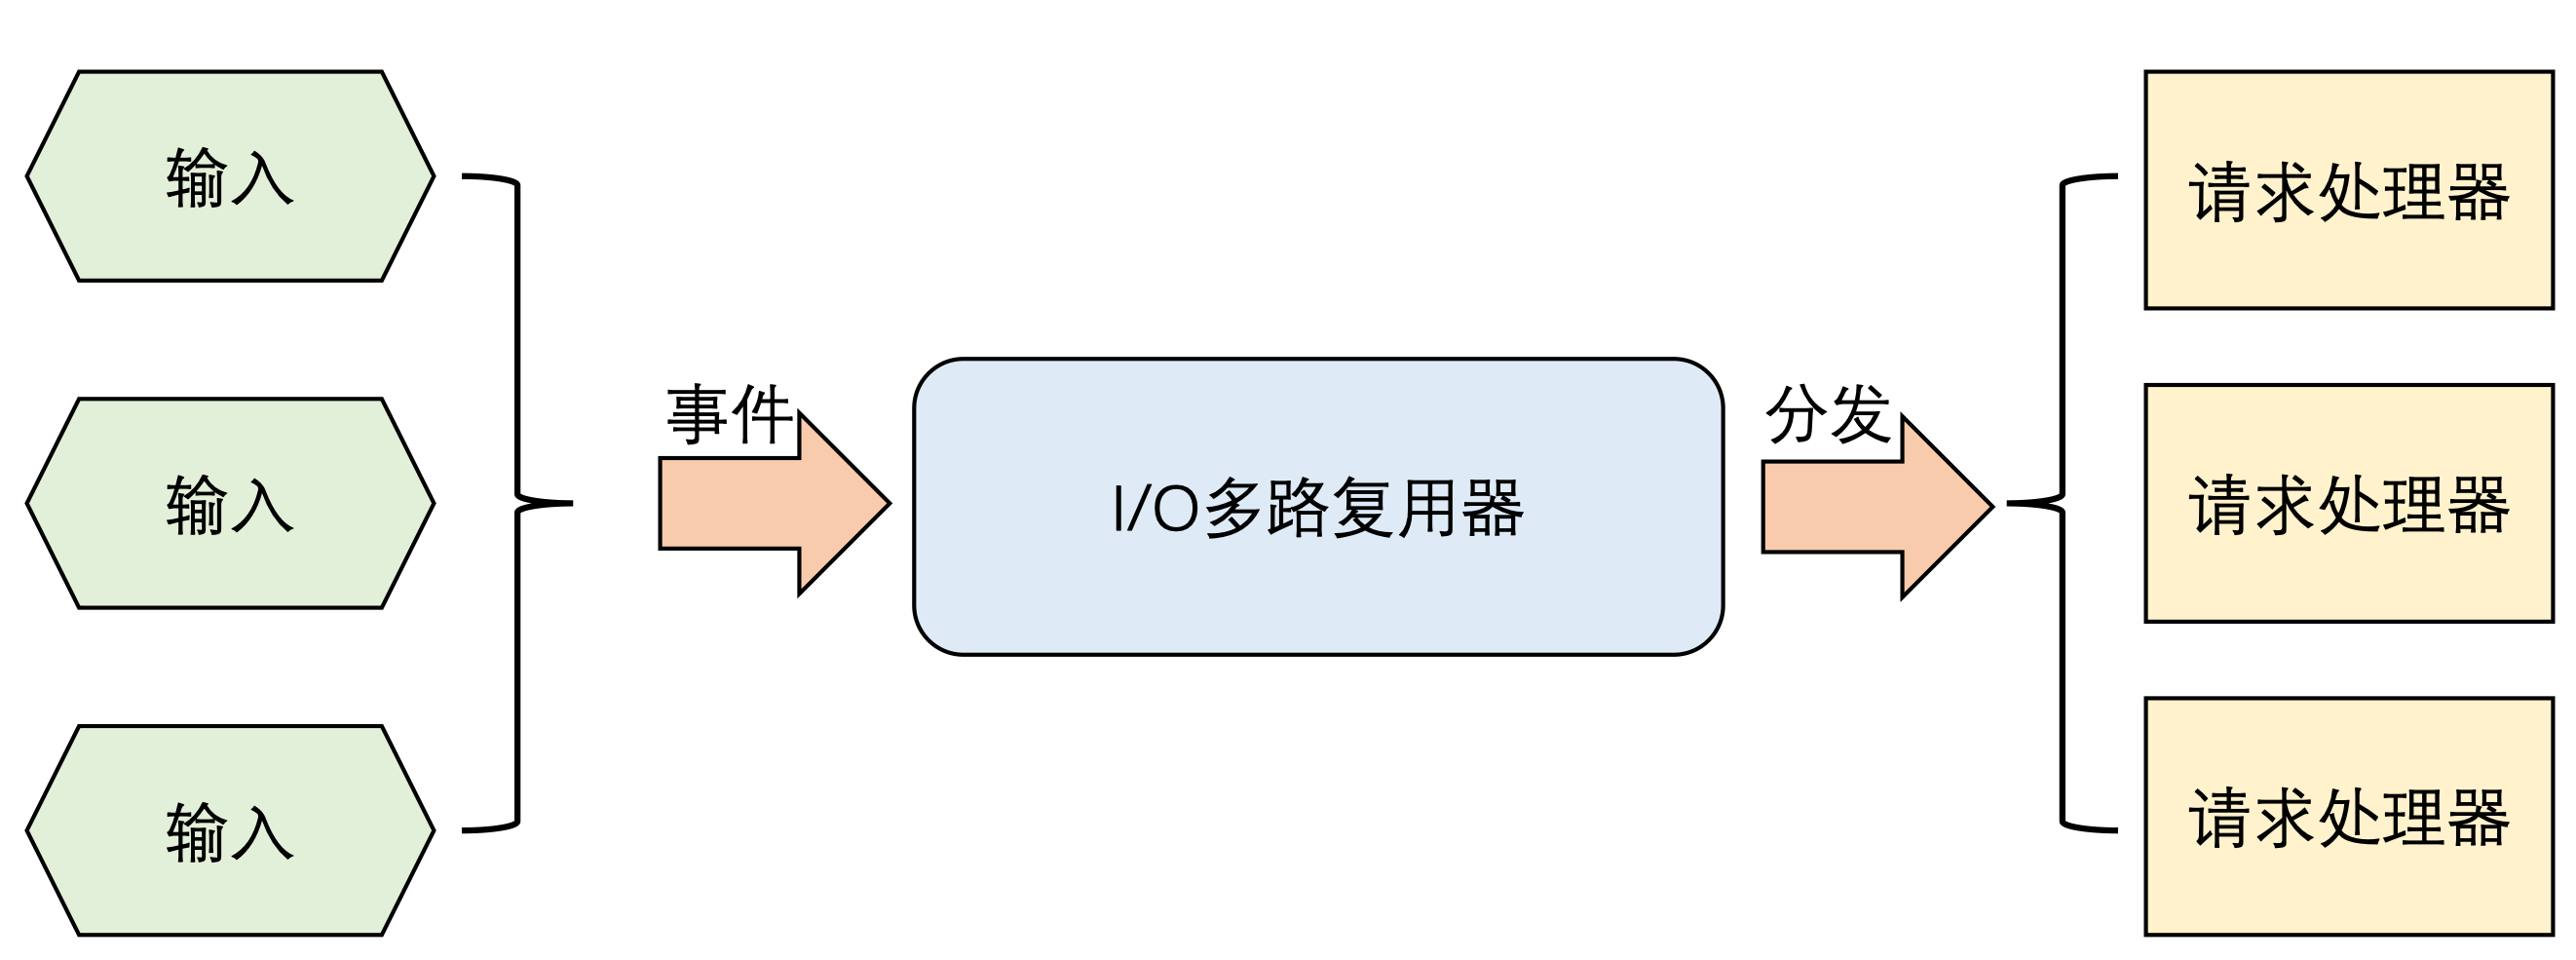 输入
输入
输入
事件
I/O多路复用器
分发
请求处理器
请求处理器
请求处理器